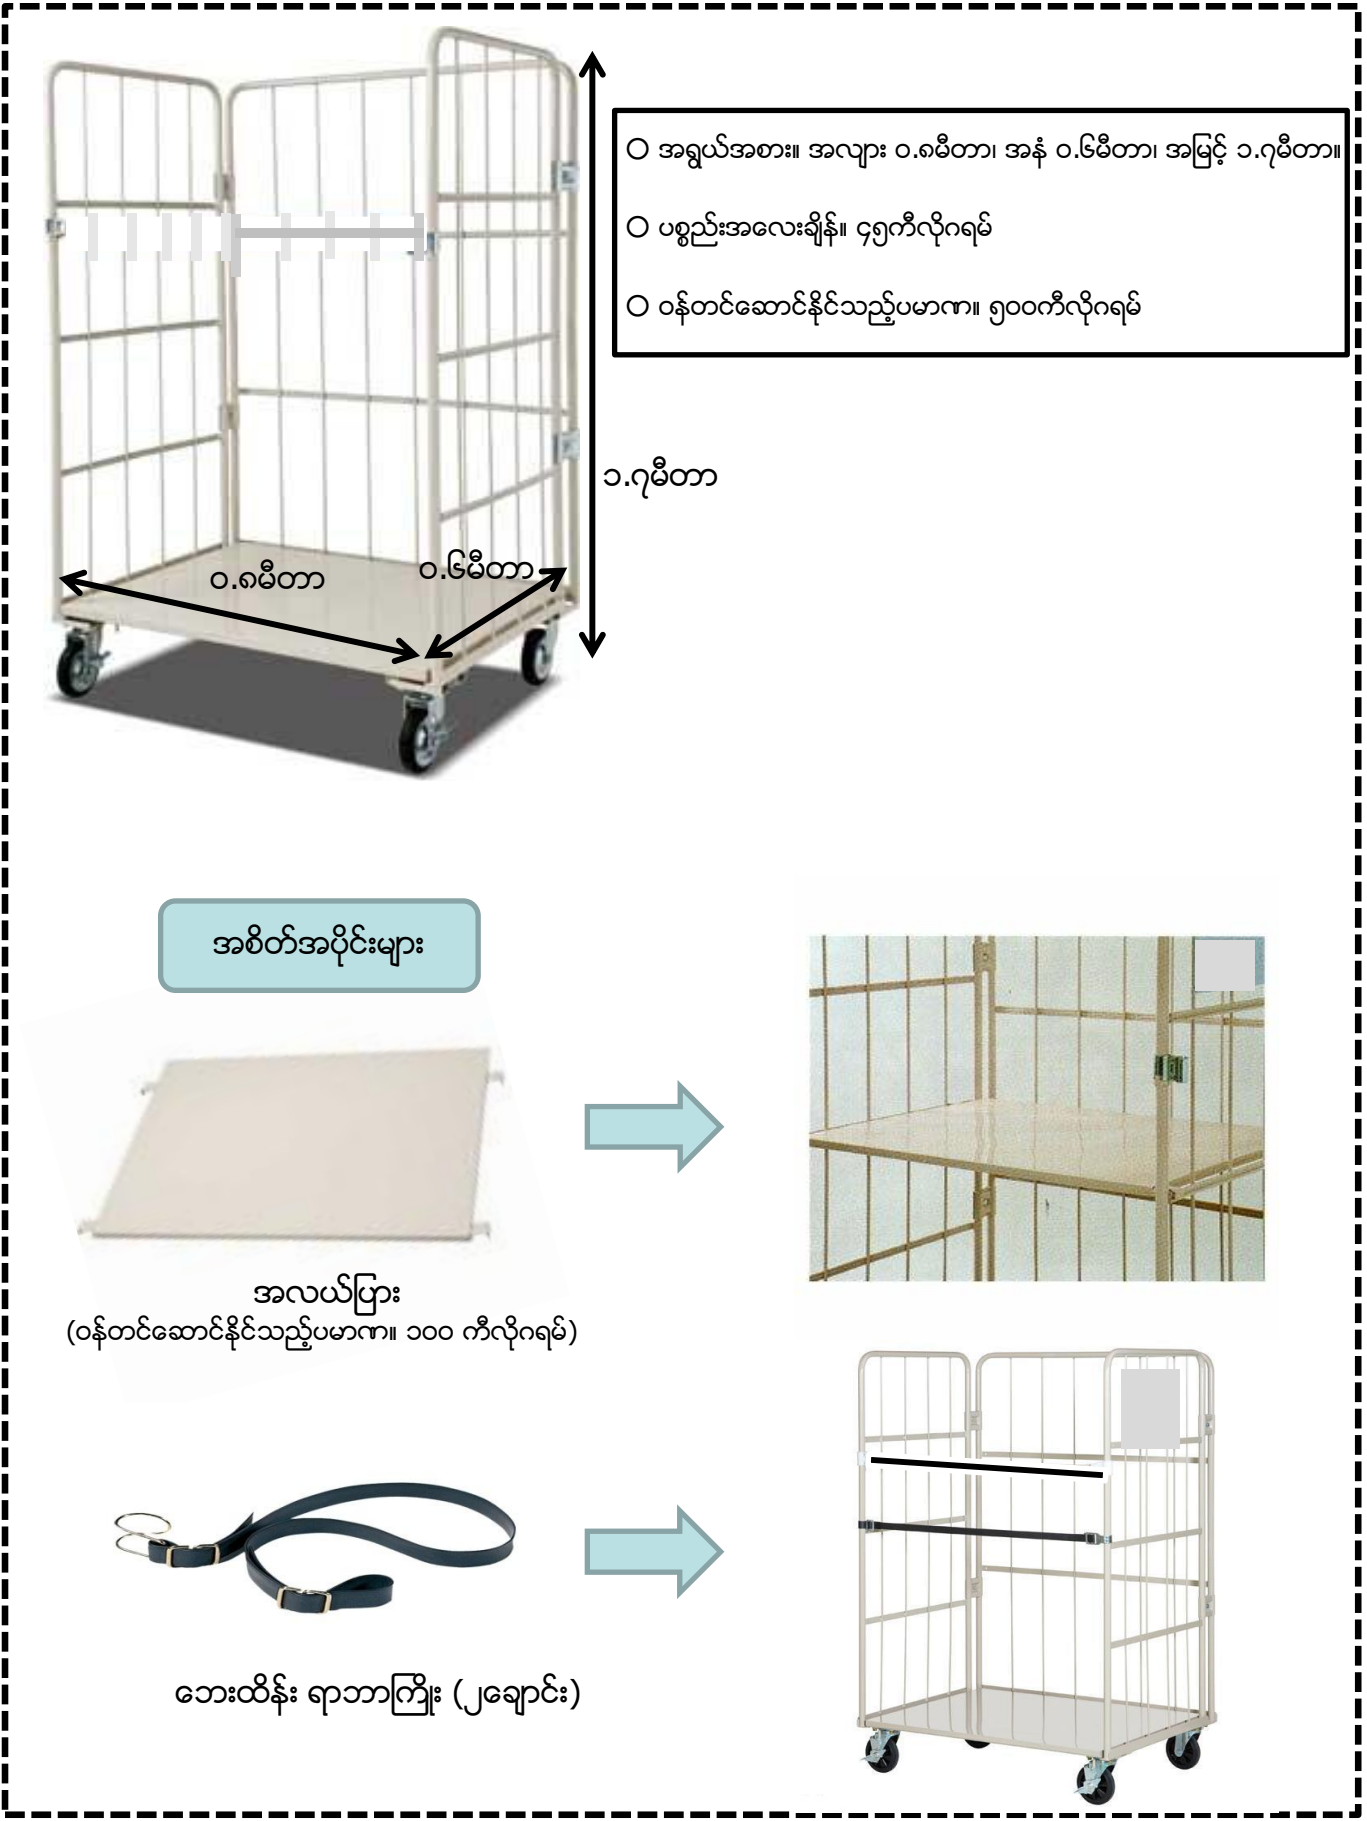 ○ အရွယ်အစား။ အလျား ၀.၈မီတာ၊ အနံ ၀.၆မီတာ၊ အမြင့် ၁.၇မီတာ။
○ ပစ္စည်းအလေးချိန်။ ၄၅ကီလိုဂရမ်
○ ဝန်တင်ဆောင်နိုင်သည့်ပမာဏ။ ၅၀၀ကီလိုဂရမ်
၁.၇မီတာ
၀.၈မီတာ
၀.၆မီတာ
အစိတ်အပိုင်းများ
အလယ်ပြား
(ဝန်တင်ဆောင်နိုင်သည့်ပမာဏ။ ၁၀၀ ကီလိုဂရမ်)
ဘေးထိန်း ရာဘာကြိုး (၂ချောင်း)